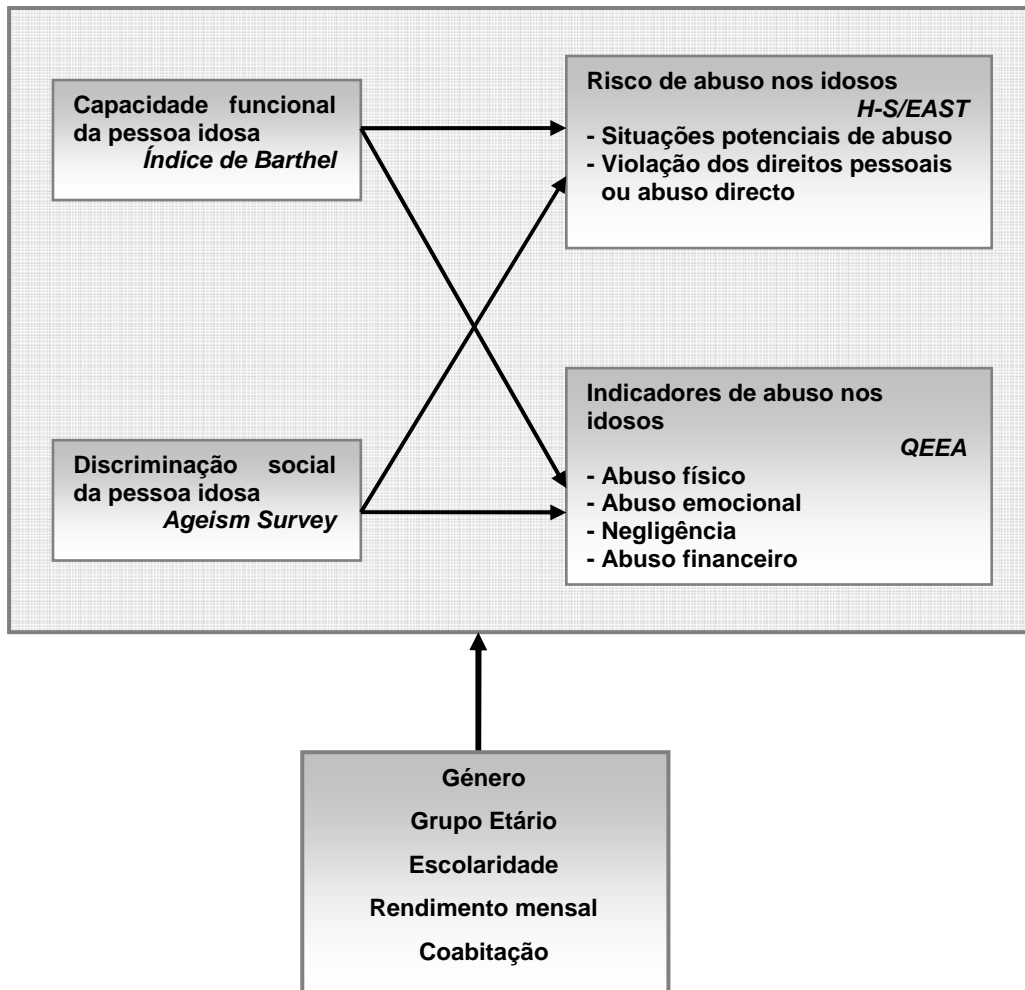 Capacidade funcional
da pessoa idosa
Índice de Barthel
Risco de abuso nos idosos
H-S/EAST
- Situações potenciais de abuso
- Violação dos direitos pessoais
ou abuso directo
Discriminação social
da pessoa idosa
Ageism Survey
Indicadores de abuso nos
idosos
QEEA
- Abuso físico
- Abuso emocional
- Negligência
- Abuso financeiro
Género
Grupo Etário
Escolaridade
Rendimento mensal
Coabitação